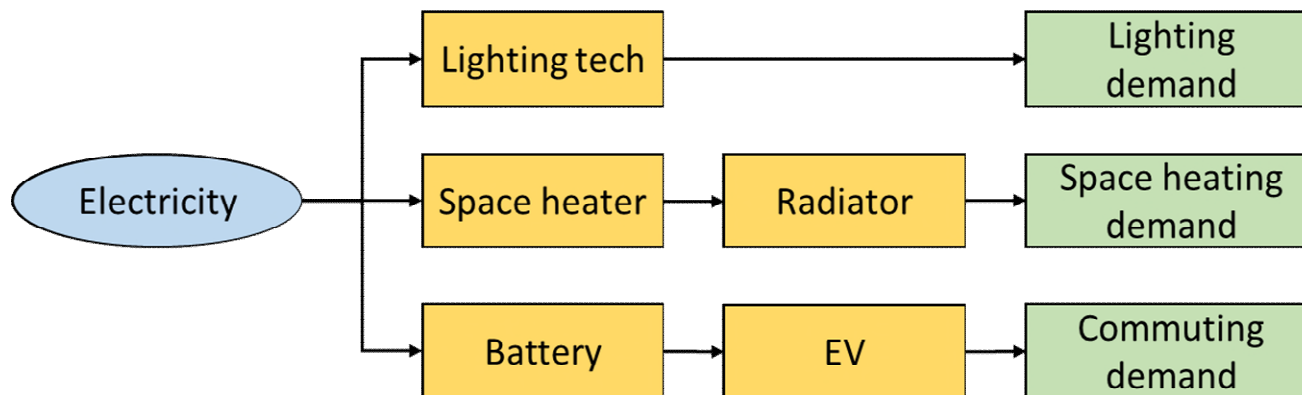 Lighting tech
Lighting
demand
Electricity
Space heater
Radiator
Space heating
demand
Battery
EV
Commuting
demand